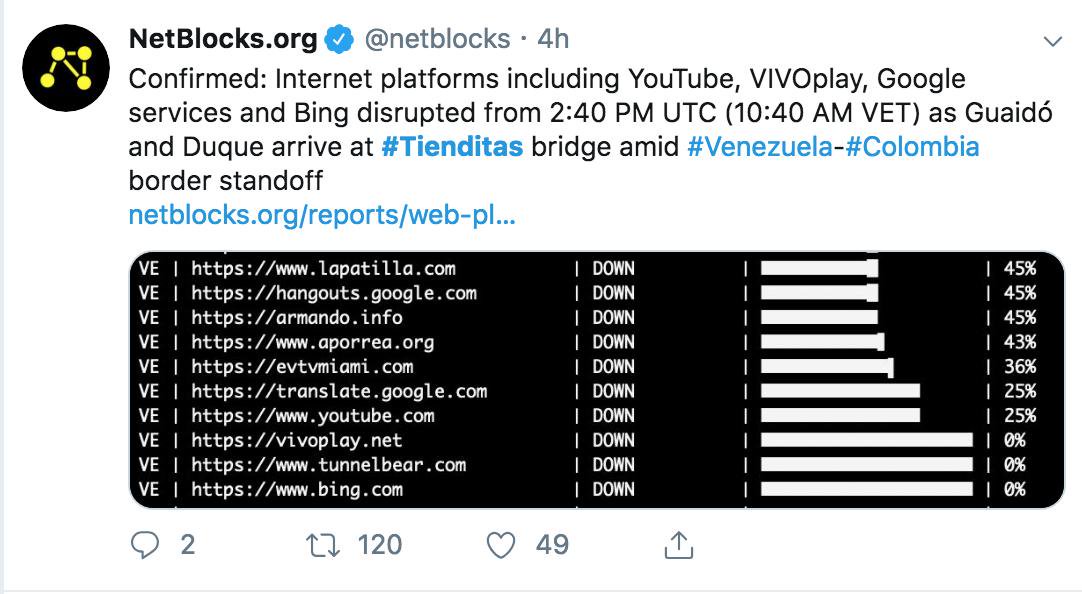 NetBlocks.org @netblocks · 4h
Confirmed: Internet platforms including YouTube, VIVOplay, Google
services and Bing disrupted from 2:40 PM UTC (10:40 AM VET) as Guaidó
and Duque arrive at #Tienditas bridge amid #Venezuela-#Colombia
border standoff
netblocks.org/reports/web-pl...
VE | https://www.lapatilla.com | DOWN | | 45%
VE | https://hangouts.google.com | DOWN | | 45%
VE | https://armando.info | DOWN | | 45%
VE | https://www.aporrea.org | DOWN | | 43%
VE | https://evtvmiami.com | DOWN | | 36%
VE | https://translate.google.com | DOWN | | 25%
VE | https://www.youtube.com | DOWN | | 25%
VE | https://vivoplay.net | DOWN | | 0%
VE | https://www.tunnelbear.com | DOWN | | 0%
VE | https://www.bing.com | DOWN | | 0%
2 120 49